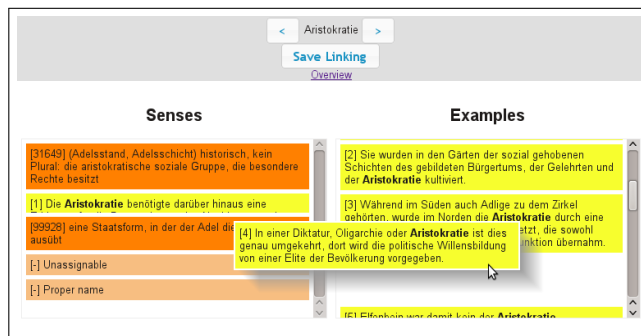 < Aristokratie >
Save Linking
Overview
Senses
[31649] (Adelsstand, Adelsschicht) historisch, kein
Plural: die aristokratische soziale Gruppe, die besondere
Rechte besitzt
[1] Die Aristokratie benötigte darüber hinaus eine
[99928] eine Staatsform, in der der Adel die
ausübt
[-] Unassignable
[-] Proper name
Examples
[2] Sie wurden in den Gärten der sozial gehobenen
Schichten des gebildeten Bürgertums, der Gelehrten und
der Aristokratie kultiviert.
[3] Während im Süden auch Adlige zu dem Zirkel
gehörten, wurde im Norden die Aristokratie durch eine
etzt, die sowohl
unktion übernahm.
[4] In einer Diktatur, Oligarchie oder Aristokratie ist dies
genau umgekehrt, dort wird die politische Willensbildung
von einer Elite der Bevölkerung vorgegeben.
[5] Elfenbein war damit kein der Aristokratie